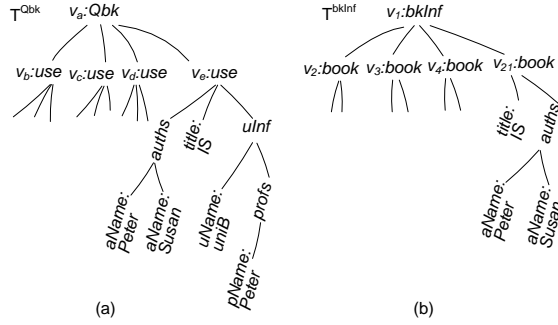 T^Qbk
v_a:Qbk
v_b:use
v_c:use
v_d:use
v_e:use
auths
title:
IS
uInf
aName:
Peter
aName:
Susan
uName:
uniB
profs
pName:
Peter
(a)
T^bkInf
v_1:bkInf
v_2:book
v_3:book
v_4:book
v_21:book
title:
IS
auths
aName:
Peter
aName:
Susan
(b)